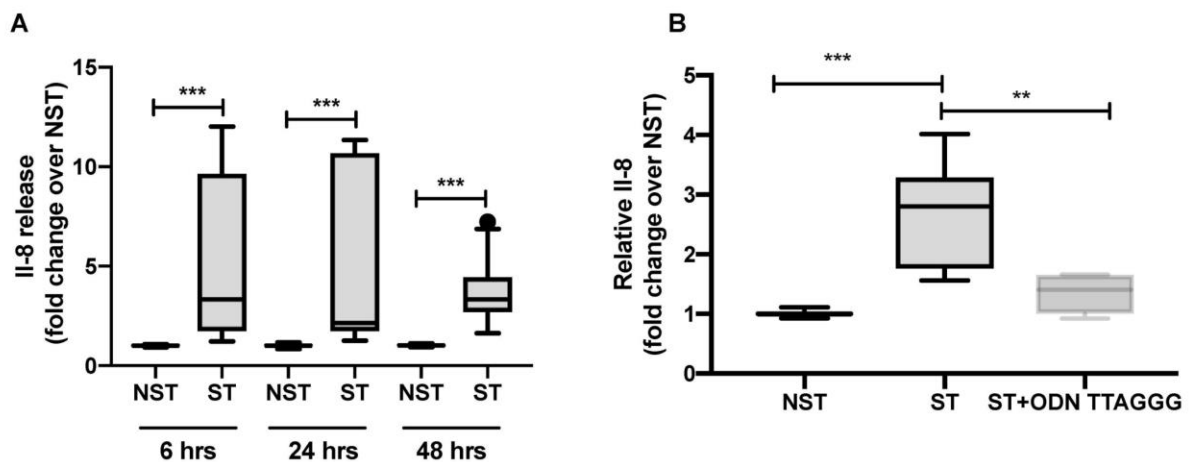 A
Il-8 release
(fold change over NST)
15
10
5
0
***
***
***
NST
ST
NST
ST
NST
ST
6 hrs
24 hrs
48 hrs
B
Relative Il-8
(fold change over NST)
5
4
3
2
1
0
***
**
NST
ST
ST+ODN TTAGGG